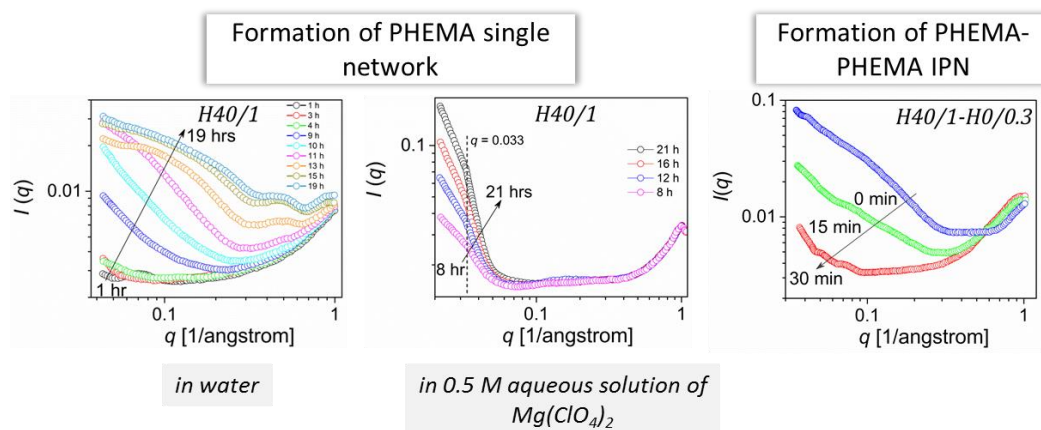 Formation of PHEMA single
network
Formation of PHEMA-
PHEMA IPN
H40/1
I (q)
0.01
1 h
3 h
4 h
9 h
10 h
11 h
13 h
15 h
19 h
19 hrs
1 hr
0.1
1
q [1/angstrom]
in water
H40/1
I (q)
0.1
q = 0.033
21 h
16 h
12 h
8 h
21 hrs
8 hr
0.1
1
q [1/angstrom]
in 0.5 M aqueous solution of
Mg(ClO4)2
H40/1-H0/0.3
I(q)
0.1
0.01
0 min
15 min
30 min
0.1
1
q [1/angstrom]